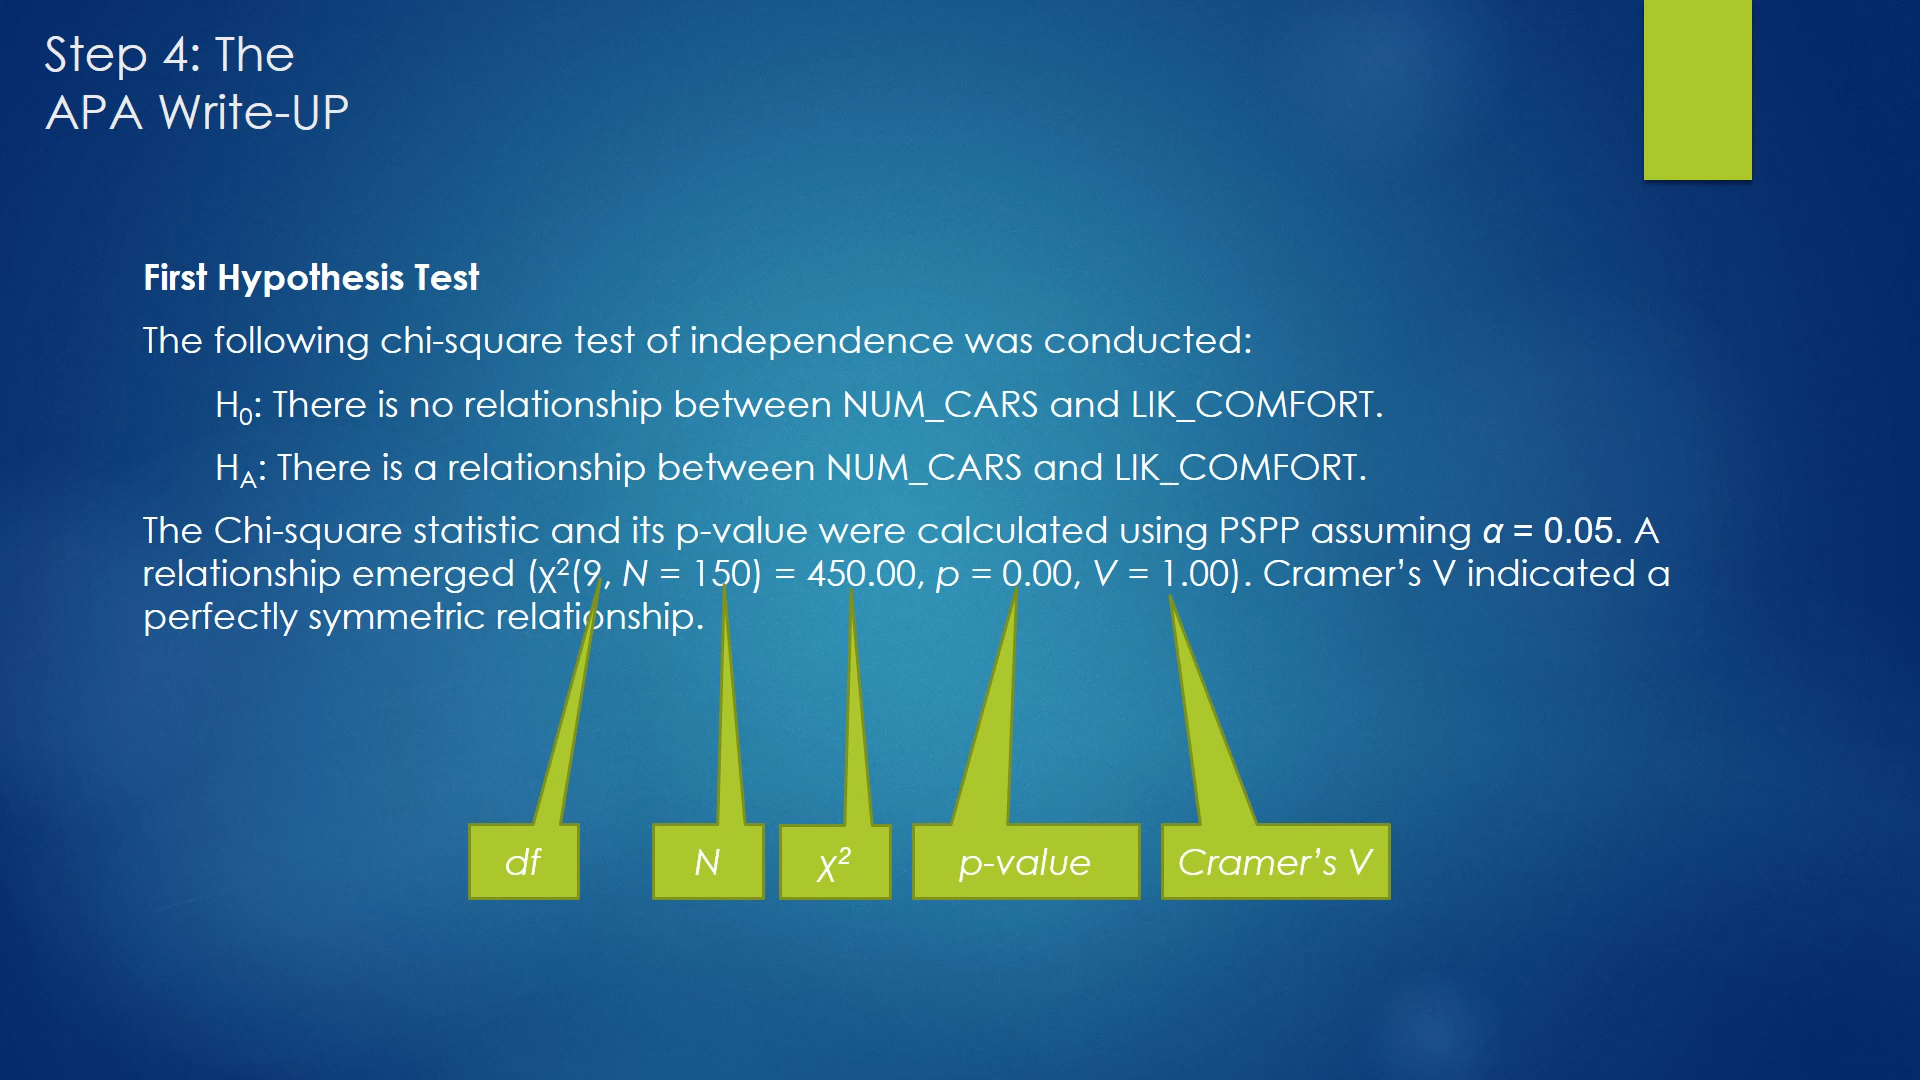 Step 4: The
APA Write-UP
First Hypothesis Test
The following chi-square test of independence was conducted:
H₀: There is no relationship between NUM_CARS and LIK_COMFORT.
H_A: There is a relationship between NUM_CARS and LIK_COMFORT.
The Chi-square statistic and its p-value were calculated using PSPP assuming α = 0.05. A
relationship emerged (χ²(9, N = 150) = 450.00, p = 0.00, V = 1.00). Cramer’s V indicated a
perfectly symmetric relationship.
df
N
χ²
p-value
Cramer’s V